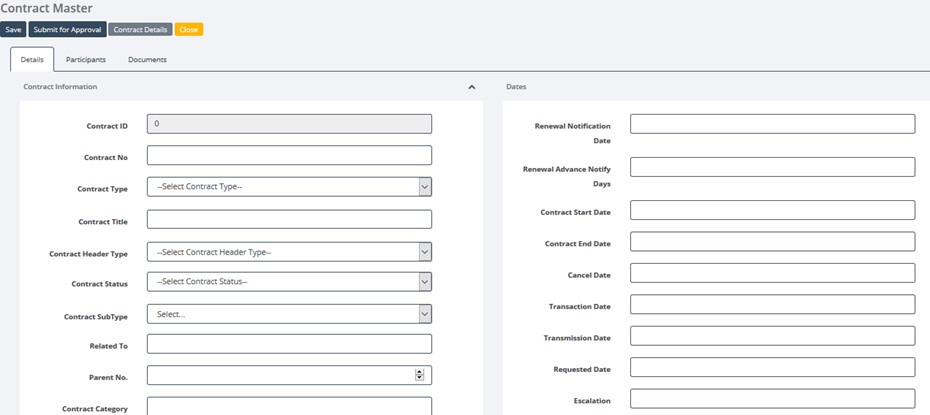 Contract Master
Save Submit for Approval Contract Details Close
Details Participants Documents
Contract Information
Contract ID 0
Contract No
Contract Type --Select Contract Type--
Contract Title
Contract Header Type --Select Contract Header Type--
Contract Status --Select Contract Status--
Contract SubType Select...
Related To
Parent No.
Contract Category
Dates
Renewal Notification
Date
Renewal Advance Notify
Days
Contract Start Date
Contract End Date
Cancel Date
Transaction Date
Transmission Date
Requested Date
Escalation